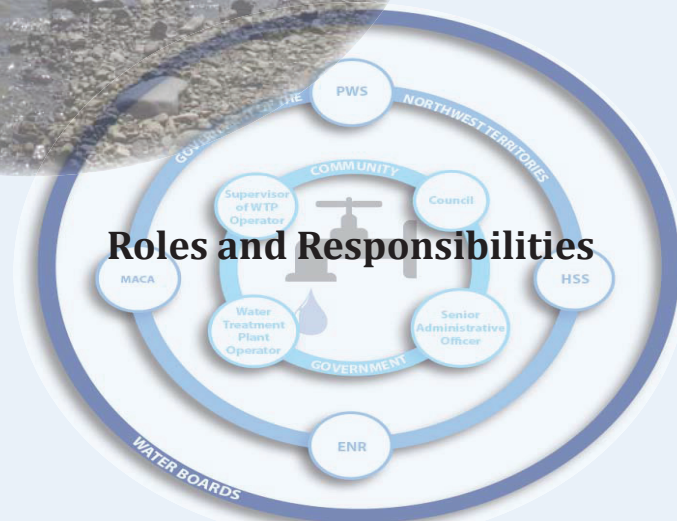 PWS
GOVERNMENT OF THE
NORTHWEST TERRITORIES
COMMUNITY
Supervisor
of WTP
Operator
Council
Roles and Responsibilities
MACA
HSS
Water
Treatment
Plant
Operator
Senior
Administrative
Officer
GOVERNMENT
ENR
WATER BOARDS